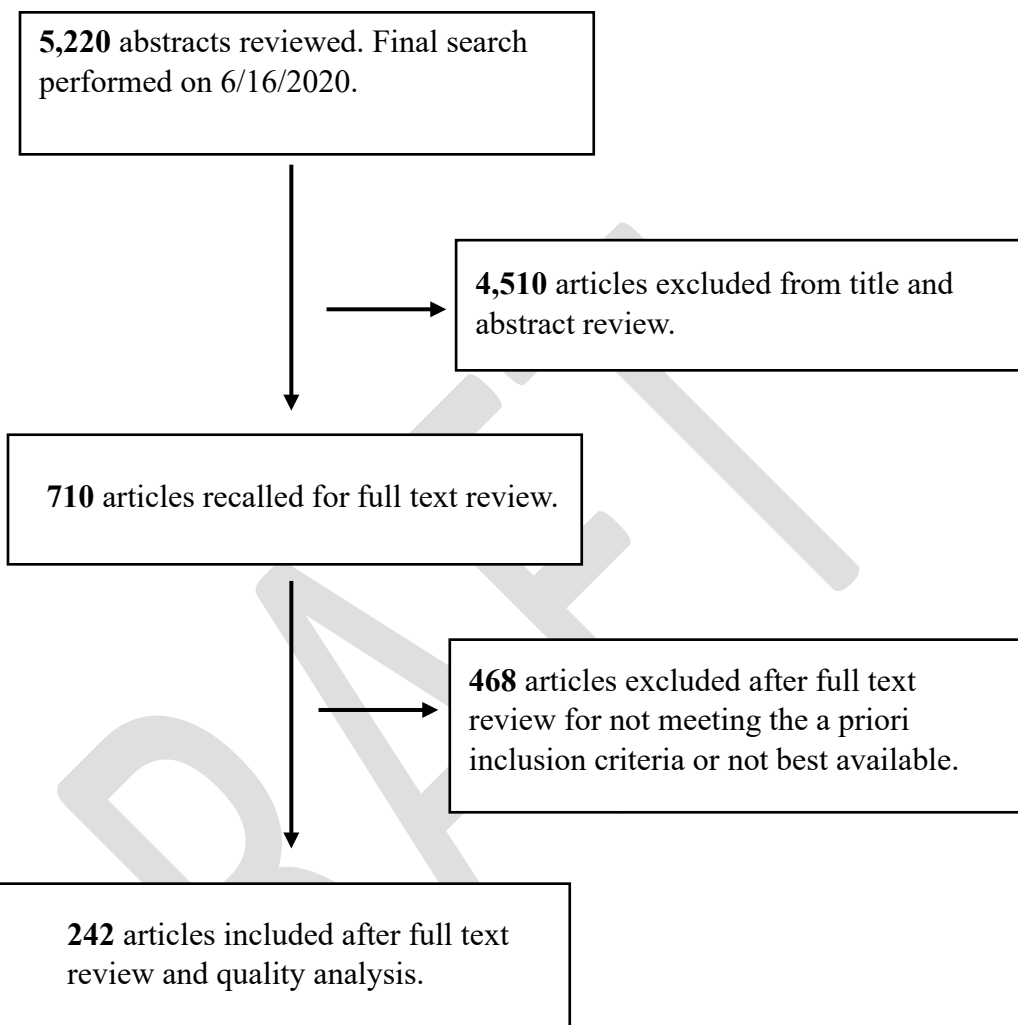 5,220 abstracts reviewed. Final search
performed on 6/16/2020.
4,510 articles excluded from title and
abstract review.
710 articles recalled for full text review.
468 articles excluded after full text
review for not meeting the a priori
inclusion criteria or not best available.
242 articles included after full text
review and quality analysis.
DRAFT